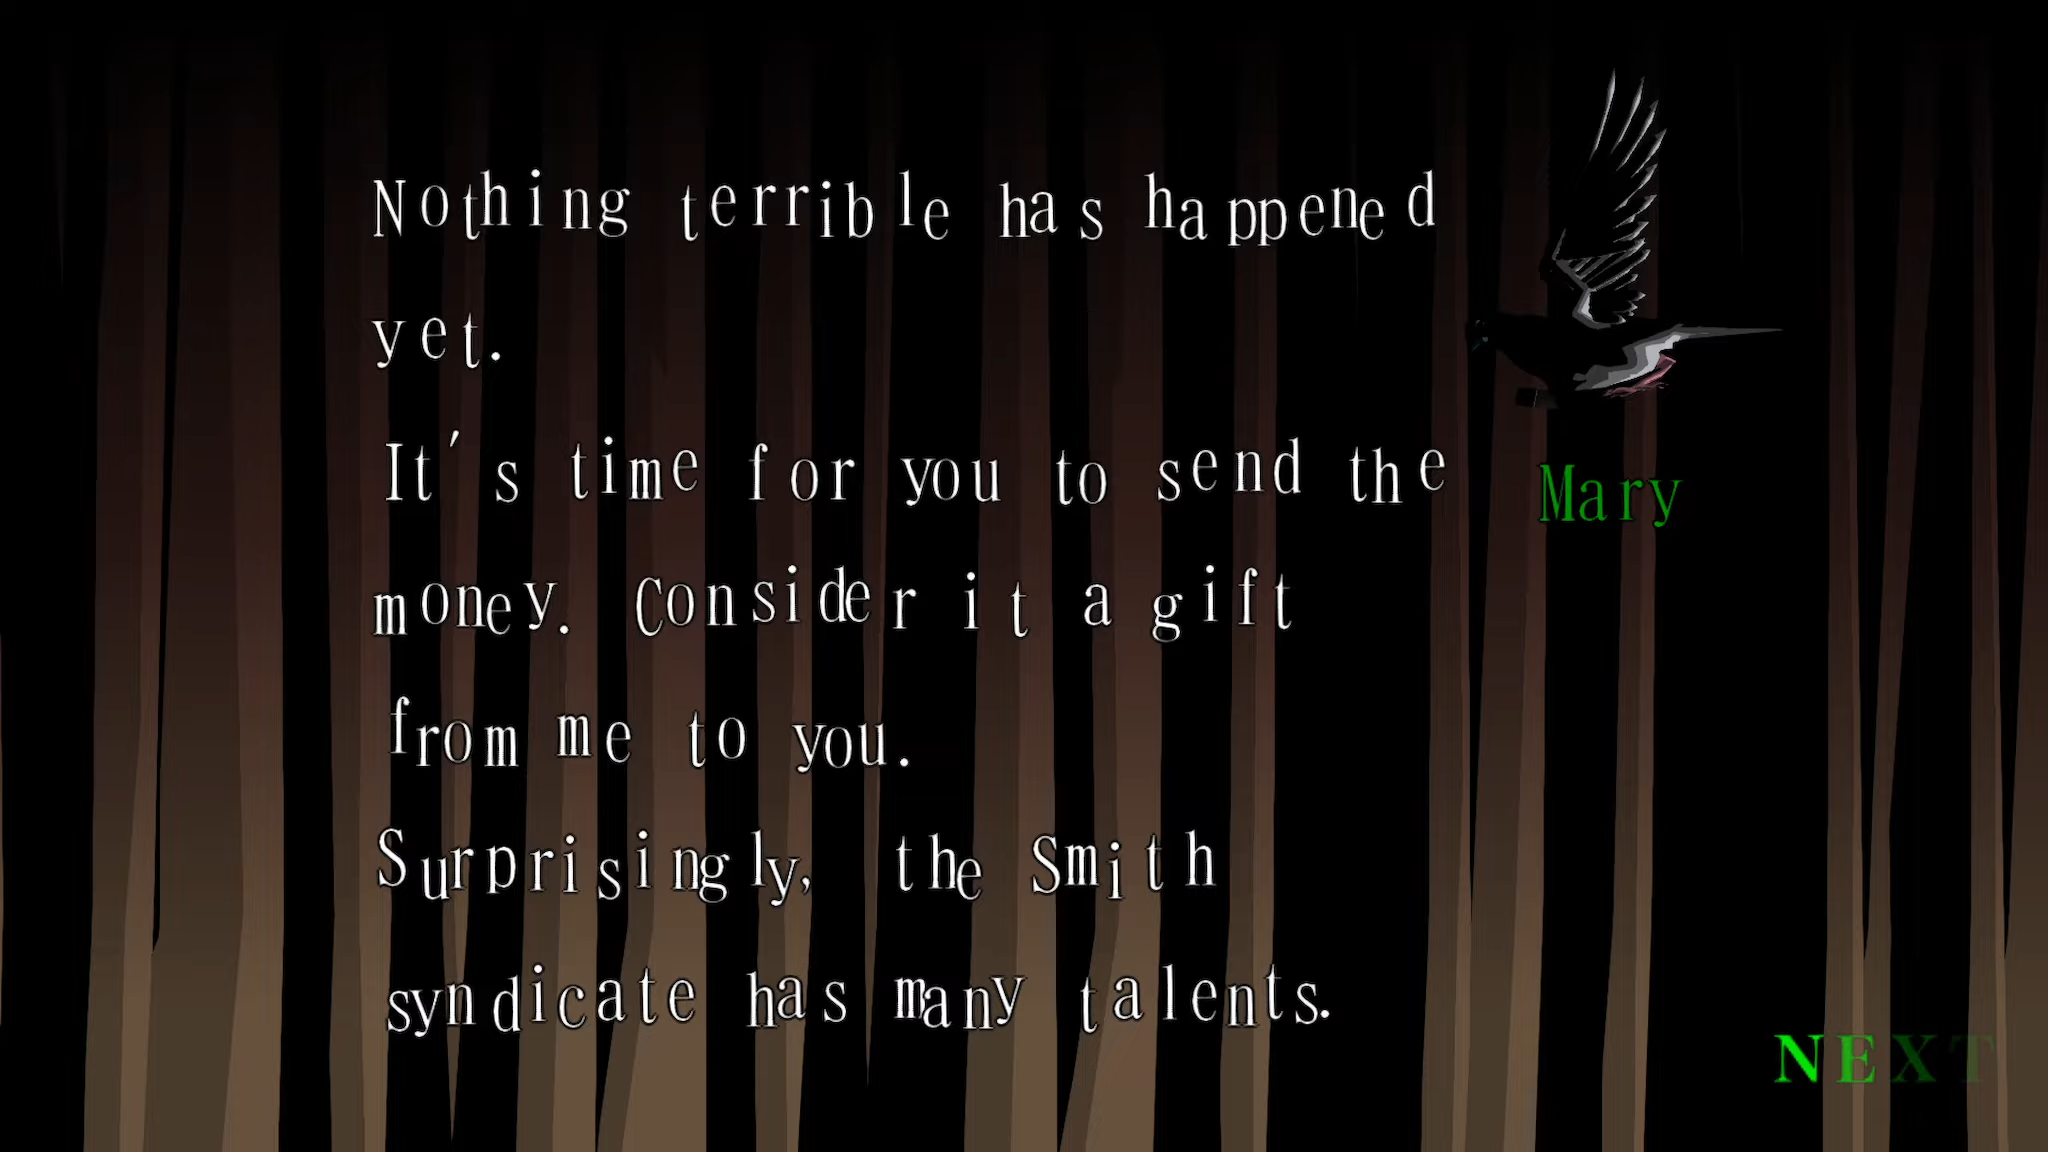 Nothing terrible has happened
yet.
It's time for you to send the
money. Consider it a gift
from me to you.
Surprisingly, the Smith
syndicate has many talents.
Mary
NEXT